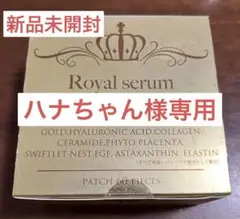 新品未開封
Royal serum
ハナちゃん様専用
GOLD,HYALURONIC ACID,COLLAGEN,
CERAMIDE,PHYTO PLACENTA,
SWIFTLET NEST EGF, ASTAXANTHIN, ELASTIN
PATCH 60 PIECES